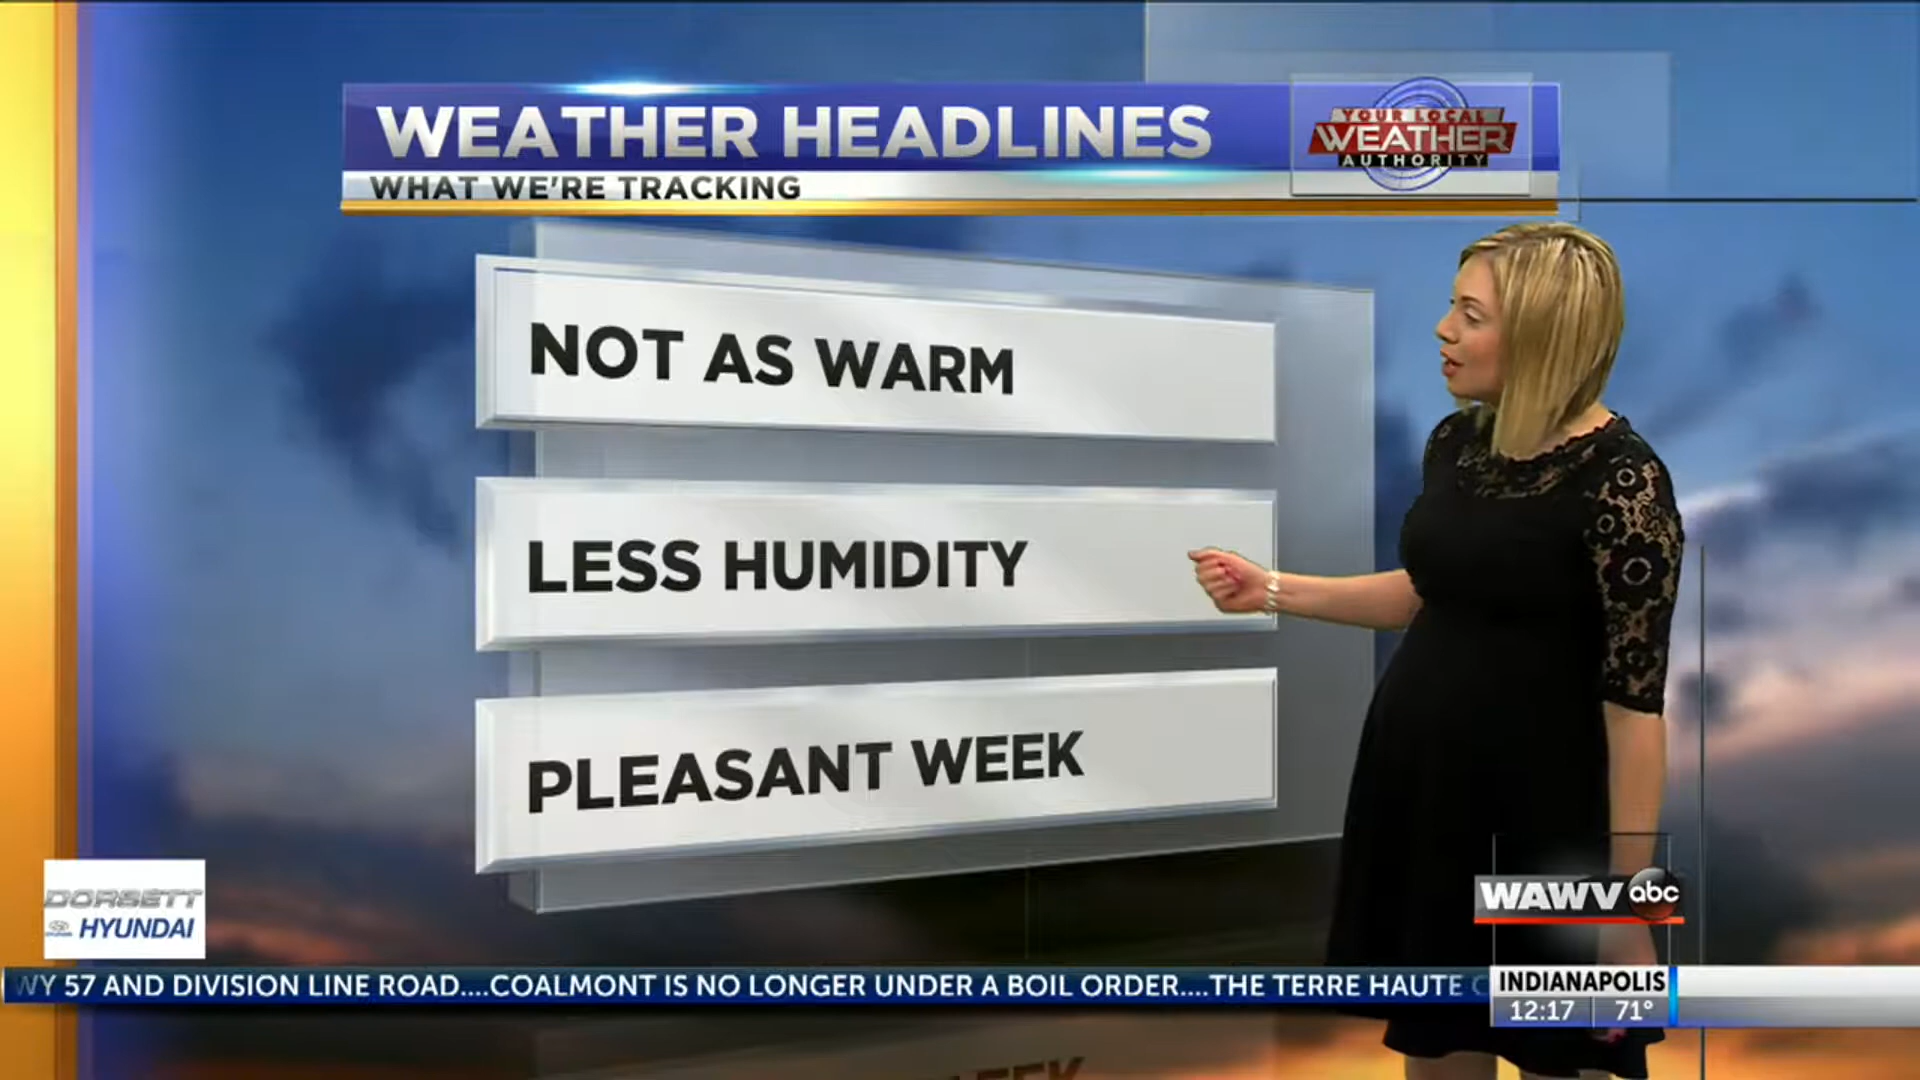 WEATHER HEADLINES
YOUR LOCAL
WEATHER
AUTHORITY
WHAT WE'RE TRACKING
NOT AS WARM
LESS HUMIDITY
PLEASANT WEEK
DORSETT
HYUNDAI
WAWV abc
WY 57 AND DIVISION LINE ROAD....COALMONT IS NO LONGER UNDER A BOIL ORDER....THE TERRE HAUTE
INDIANAPOLIS
12:17 71°